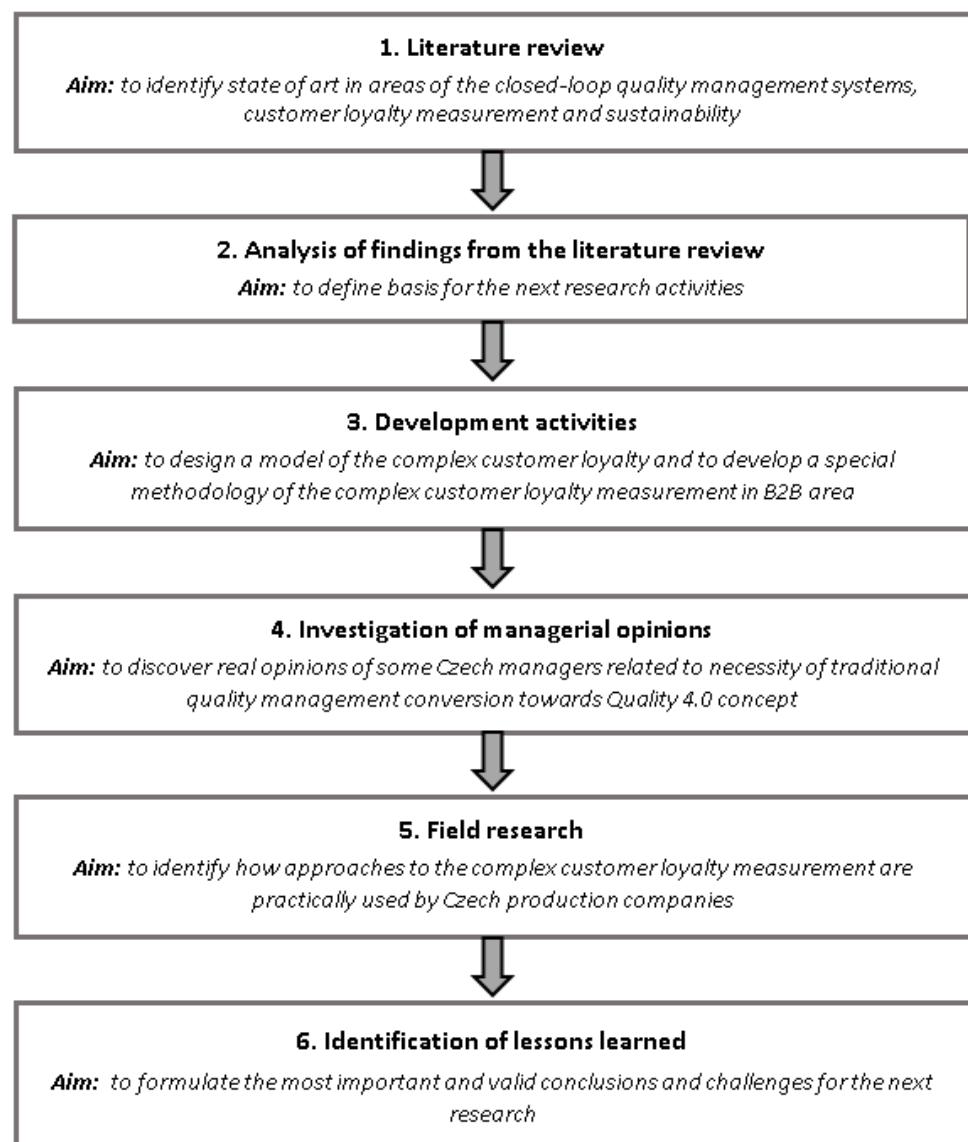 1. Literature review
Aim: to identify state of art in areas of the closed-loop quality management systems,
customer loyalty measurement and sustainability
2. Analysis of findings from the literature review
Aim: to define basis for the next research activities
3. Development activities
Aim: to design a model of the complex customer loyalty and to develop a special
methodology of the complex customer loyalty measurement in B2B area
4. Investigation of managerial opinions
Aim: to discover real opinions of some Czech managers related to necessity of traditional
quality management conversion towards Quality 4.0 concept
5. Field research
Aim: to identify how approaches to the complex customer loyalty measurement are
practically used by Czech production companies
6. Identification of lessons learned
Aim: to formulate the most important and valid conclusions and challenges for the next
research